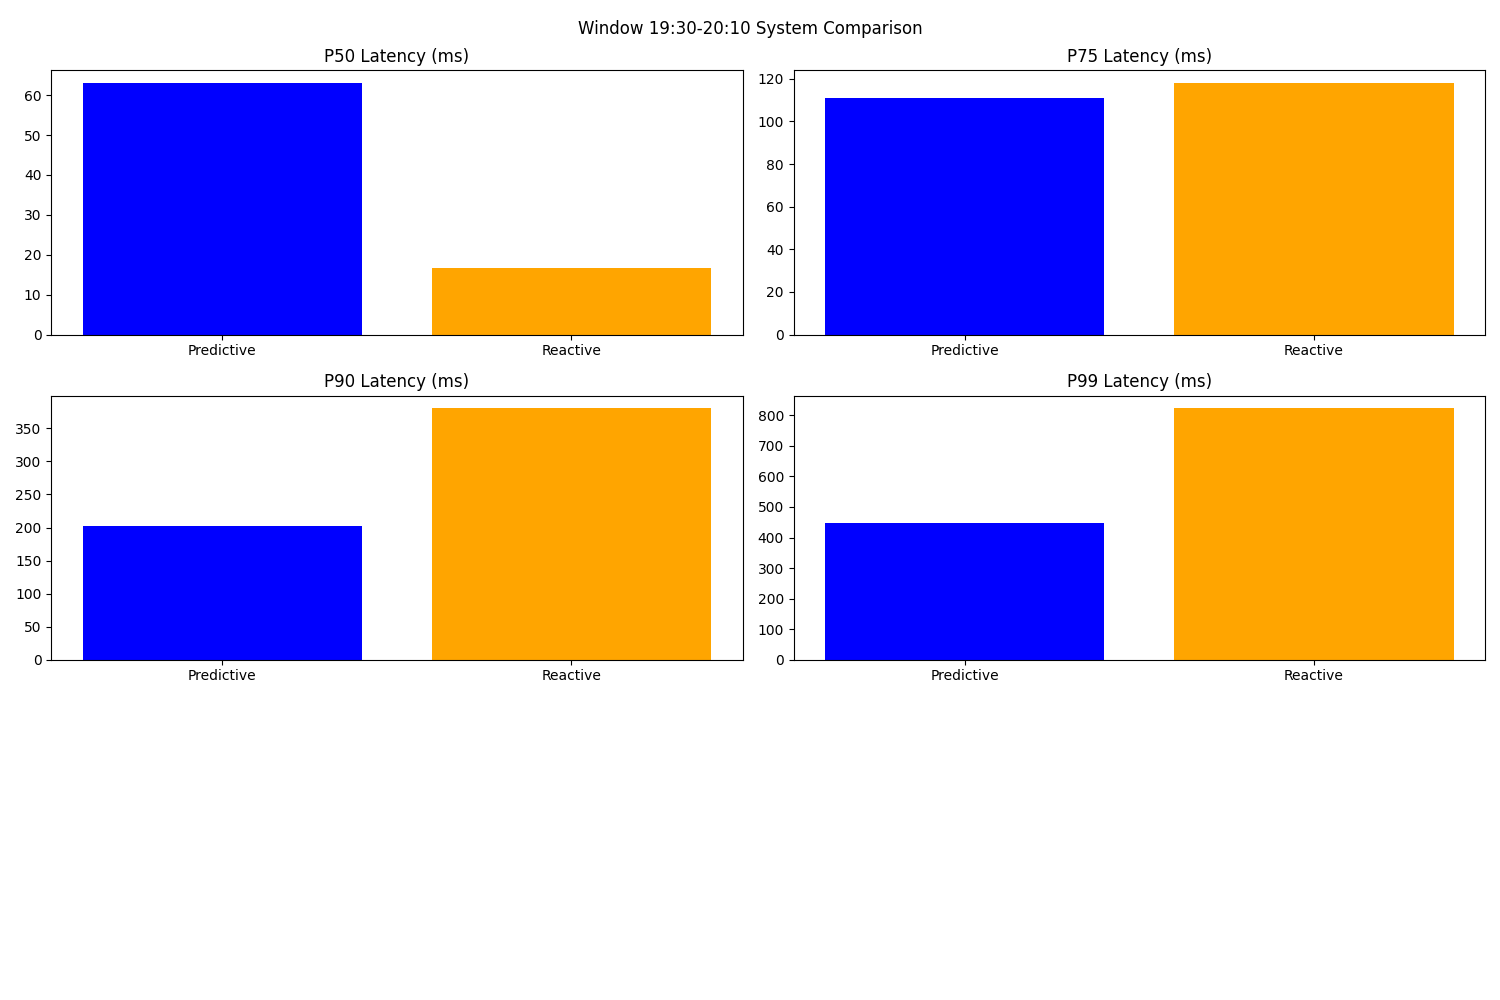 Window 19:30-20:10 System Comparison
P50 Latency (ms)
60
50
40
30
20
10
0
Predictive
Reactive
P75 Latency (ms)
120
100
80
60
40
20
0
Predictive
Reactive
P90 Latency (ms)
350
300
250
200
150
100
50
0
Predictive
Reactive
P99 Latency (ms)
800
700
600
500
400
300
200
100
0
Predictive
Reactive